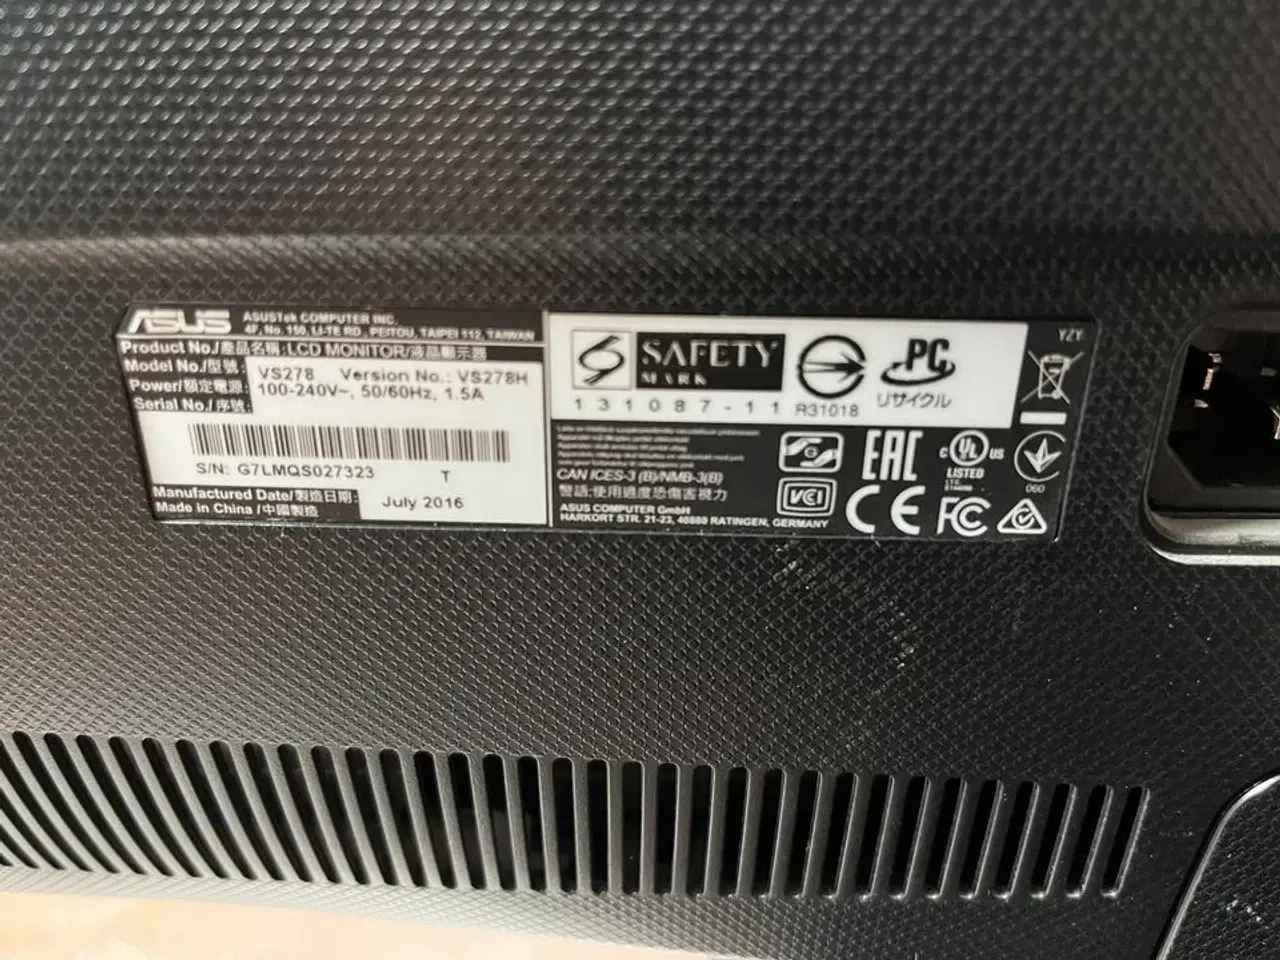 ASUS
ASUSTek COMPUTER INC.
4F, No. 150, LI-TE RD., PEITOU, TAIPEI 112, TAIWAN
Product No./產品名稱:LCD MONITOR/液晶顯示器
Model No./型號: VS278 Version No.: VS278H
Power/額定電源: 100-240V~, 50/60Hz, 1.5A
Serial No./序號:
S/N: G7LMQS027323 T
Manufactured Date/製造日期: July 2016
Made in China /中國製造
SAFETY
MARK
131087-11
R31018
PC
リサイクル
YZY
CAN ICES-3 (B)/NMB-3(B)
警語:使用過度恐傷害視力
ASUS COMPUTER GmbH
HARKORT STR. 21-23, 40880 RATINGEN, GERMANY
G
VCCI
EAC
CE
C UL US
LISTED
FC
060